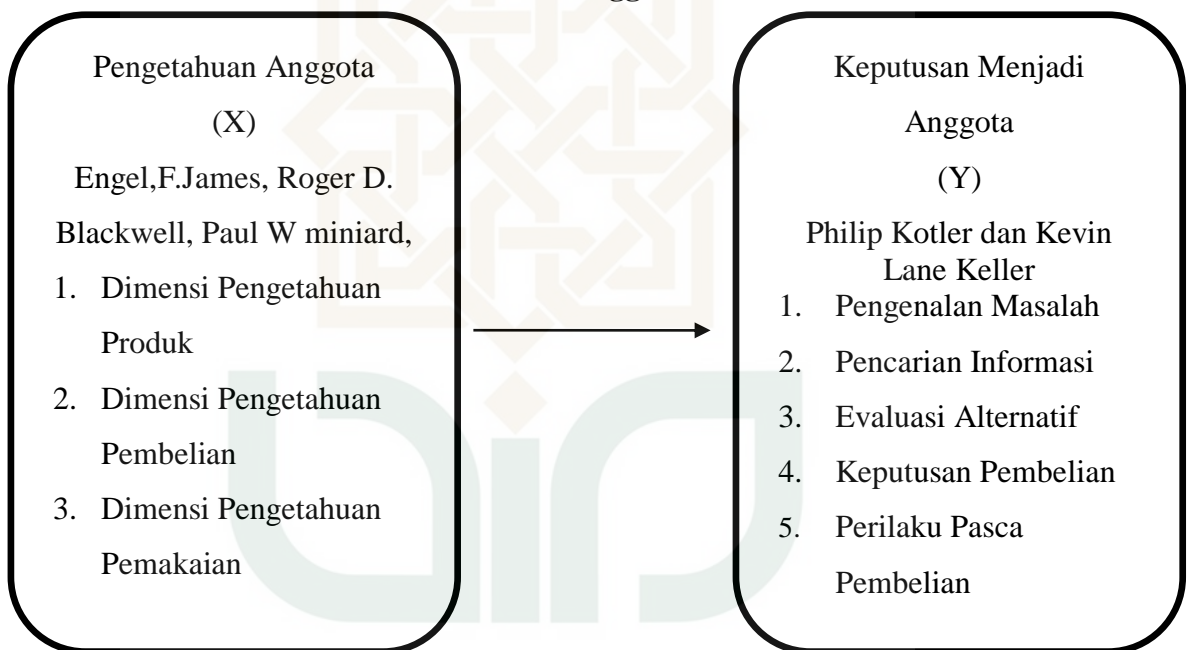 Pengetahuan Anggota
(X)
Engel,F.James, Roger D.
Blackwell, Paul W miniard,
1. Dimensi Pengetahuan
Produk
2. Dimensi Pengetahuan
Pembelian
3. Dimensi Pengetahuan
Pemakaian
Keputusan Menjadi
Anggota
(Y)
Philip Kotler dan Kevin
Lane Keller
1. Pengenalan Masalah
2. Pencarian Informasi
3. Evaluasi Alternatif
4. Keputusan Pembelian
5. Perilaku Pasca
Pembelian